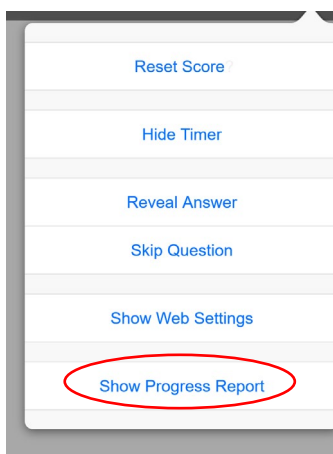 Reset Score?
Hide Timer
Reveal Answer
Skip Question
Show Web Settings
Show Progress Report